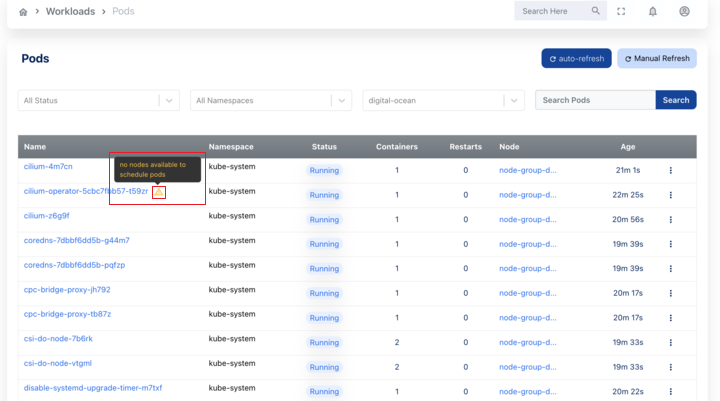 Workloads > Pods
Search Here
Pods
auto-refresh
Manual Refresh
All Status
All Namespaces
digital-ocean
Search Pods
Search
Name Namespace Status Containers Restarts Node Age
no nodes available to
schedule pods
cilium-4m7cn kube-system Running 1 0 node-group-d... 21m 1s
cilium-operator-5cbc7fbb57-t59zr kube-system Running 1 0 node-group-d... 22m 25s
cilium-z6g9f kube-system Running 1 0 node-group-d... 20m 56s
coredns-7dbbf6dd5b-g44m7 kube-system Running 1 0 node-group-d... 19m 39s
coredns-7dbbf6dd5b-pqfzp kube-system Running 1 0 node-group-d... 19m 39s
cpc-bridge-proxy-jh792 kube-system Running 1 0 node-group-d... 20m 17s
cpc-bridge-proxy-tb87z kube-system Running 1 0 node-group-d... 20m 17s
csi-do-node-7b6rk kube-system Running 2 0 node-group-d... 19m 33s
csi-do-node-vtgml kube-system Running 2 0 node-group-d... 19m 33s
disable-systemd-upgrade-timer-m7txf kube-system Running 1 0 node-group-d... 20m 22s